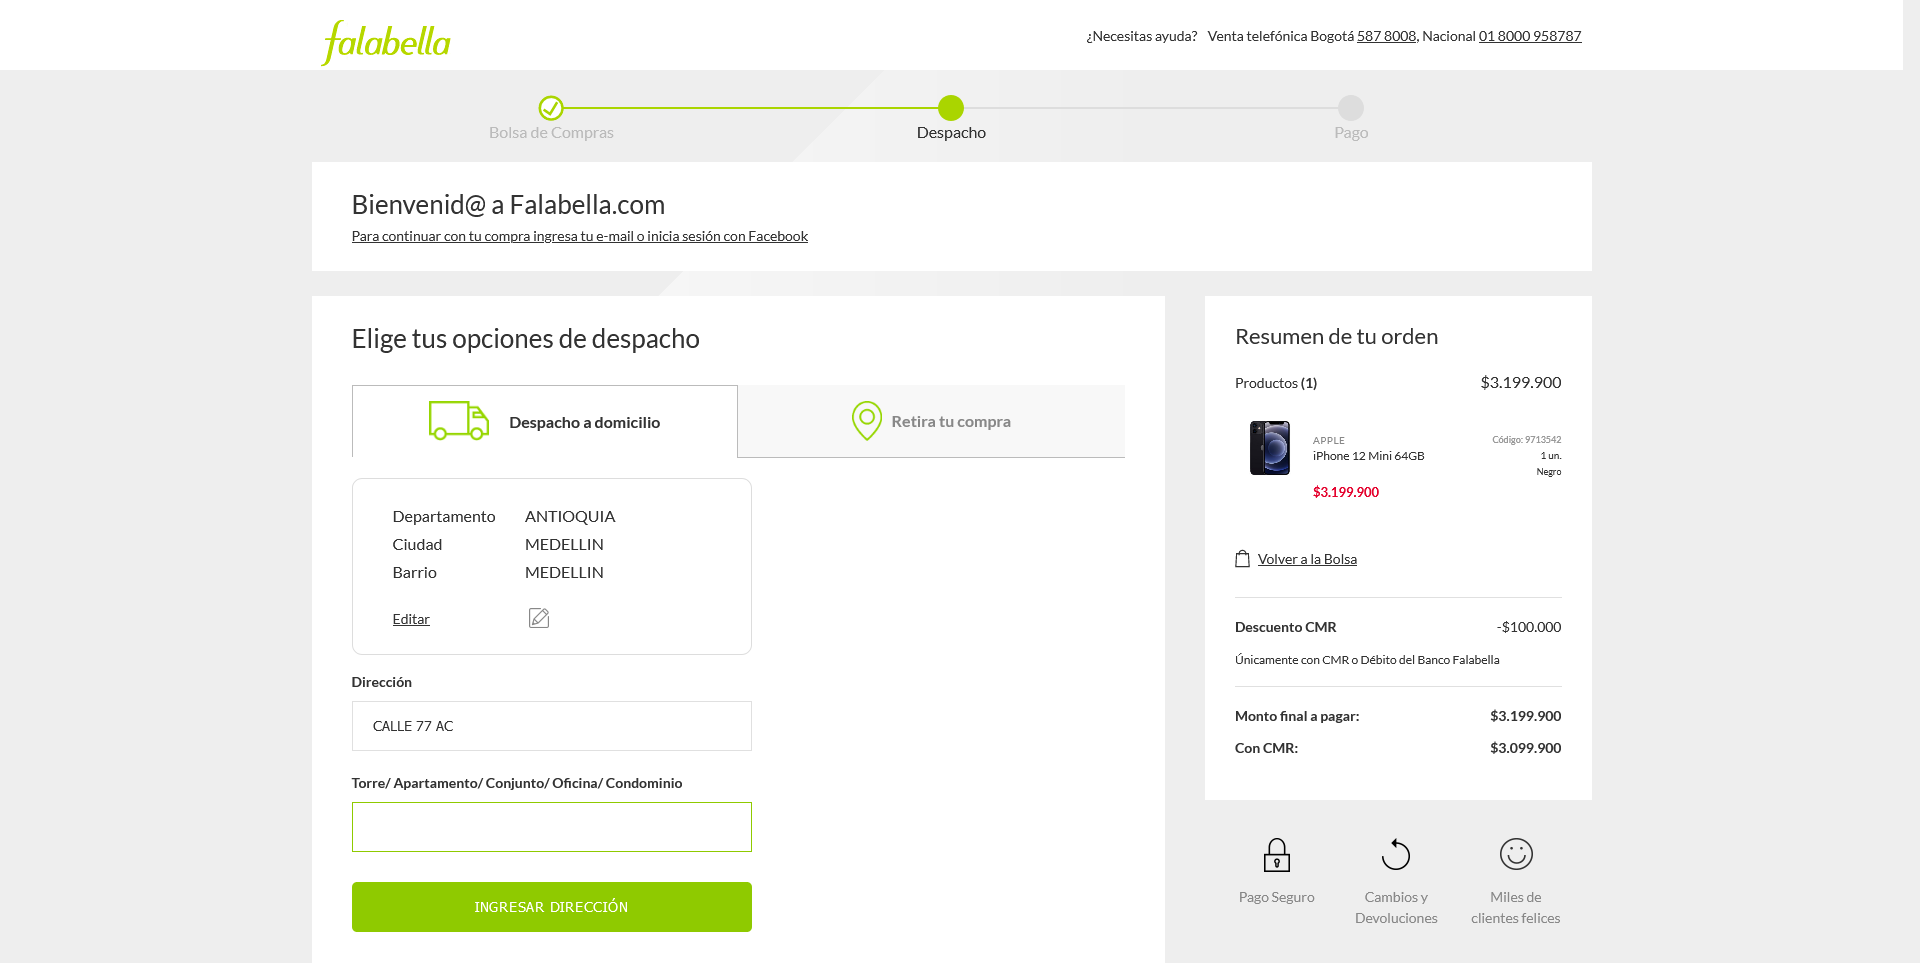 falabella
¿Necesitas ayuda? Venta telefónica Bogotá 587 8008, Nacional 01 8000 958787
Bolsa de Compras
Despacho
Pago
Bienvenid@ a Falabella.com
Para continuar con tu compra ingresa tu e-mail o inicia sesión con Facebook
Elige tus opciones de despacho
Despacho a domicilio
Retira tu compra
Departamento ANTIOQUIA
Ciudad MEDELLIN
Barrio MEDELLIN
Editar
Dirección
CALLE 77 AC
Torre/ Apartamento/ Conjunto/ Oficina/ Condominio
INGRESAR DIRECCIÓN
Resumen de tu orden
Productos (1) $3.199.900
APPLE
iPhone 12 Mini 64GB
$3.199.900
Código: 9713542
1 un.
Negro
Volver a la Bolsa
Descuento CMR -$100.000
Únicamente con CMR o Débito del Banco Falabella
Monto final a pagar: $3.199.900
Con CMR: $3.099.900
Pago Seguro
Cambios y
Devoluciones
Miles de
clientes felices